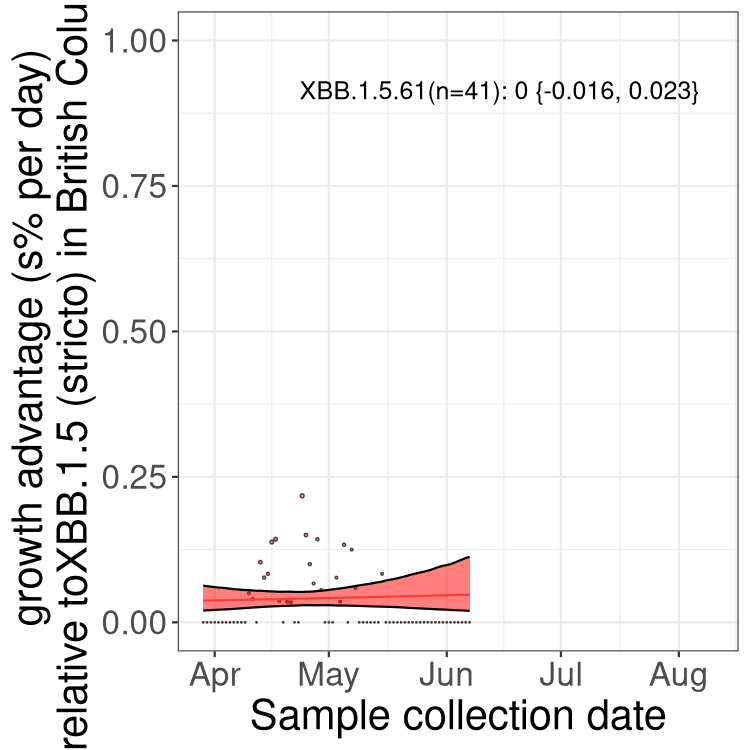 growth advantage (s% per day)
relative toXBB.1.5 (stricto) in British Colu
1.00
0.75
0.50
0.25
0.00
XBB.1.5.61(n=41): 0 {-0.016, 0.023}
Apr May Jun Jul Aug
Sample collection date